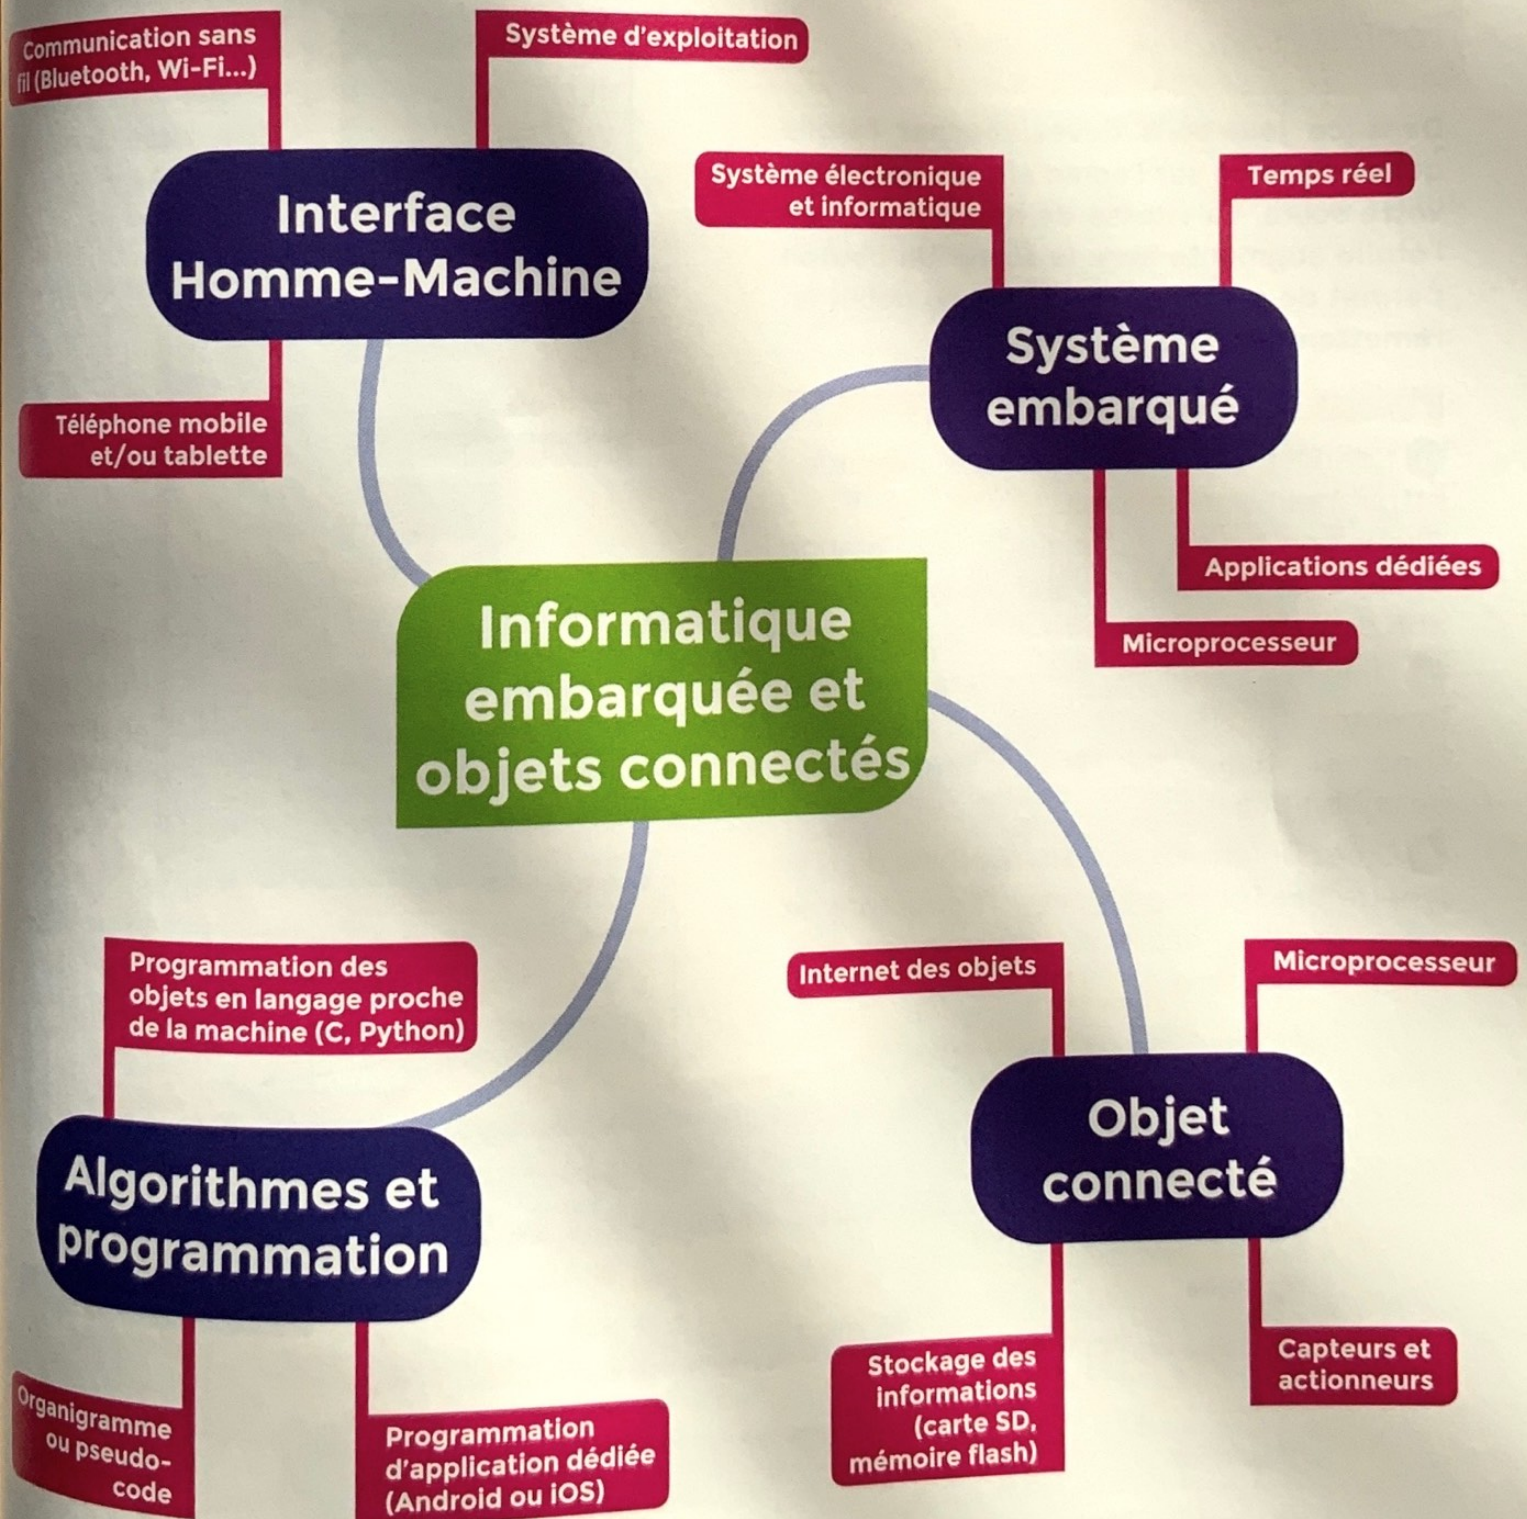 Communication sans
fil (Bluetooth, Wi-Fi...)
Système d'exploitation
Interface
Homme-Machine
Téléphone mobile
et/ou tablette
Système électronique
et informatique
Temps réel
Système
embarqué
Applications dédiées
Microprocesseur
Informatique
embarquée et
objets connectés
Programmation des
objets en langage proche
de la machine (C, Python)
Algorithmes et
programmation
Organigramme
ou pseudo-
code
Programmation
d'application dédiée
(Android ou iOS)
Internet des objets
Microprocesseur
Objet
connecté
Stockage des
informations
(carte SD,
mémoire flash)
Capteurs et
actionneurs